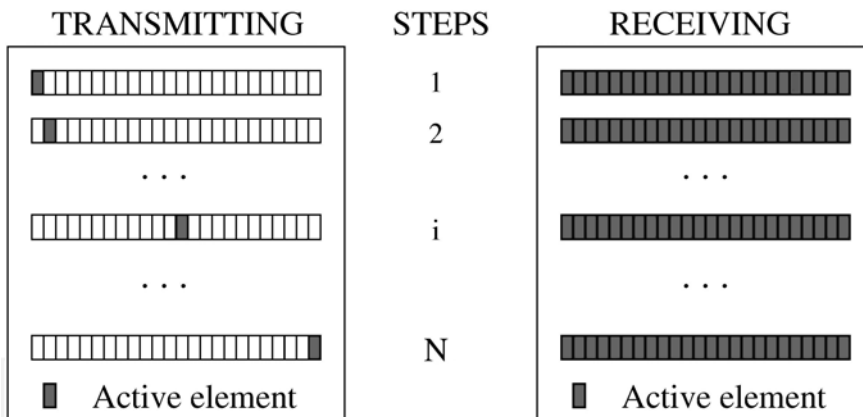 TRANSMITTING STEPS RECEIVING
1
2
. . . . . .
i
. . . . . .
N
Active element Active element